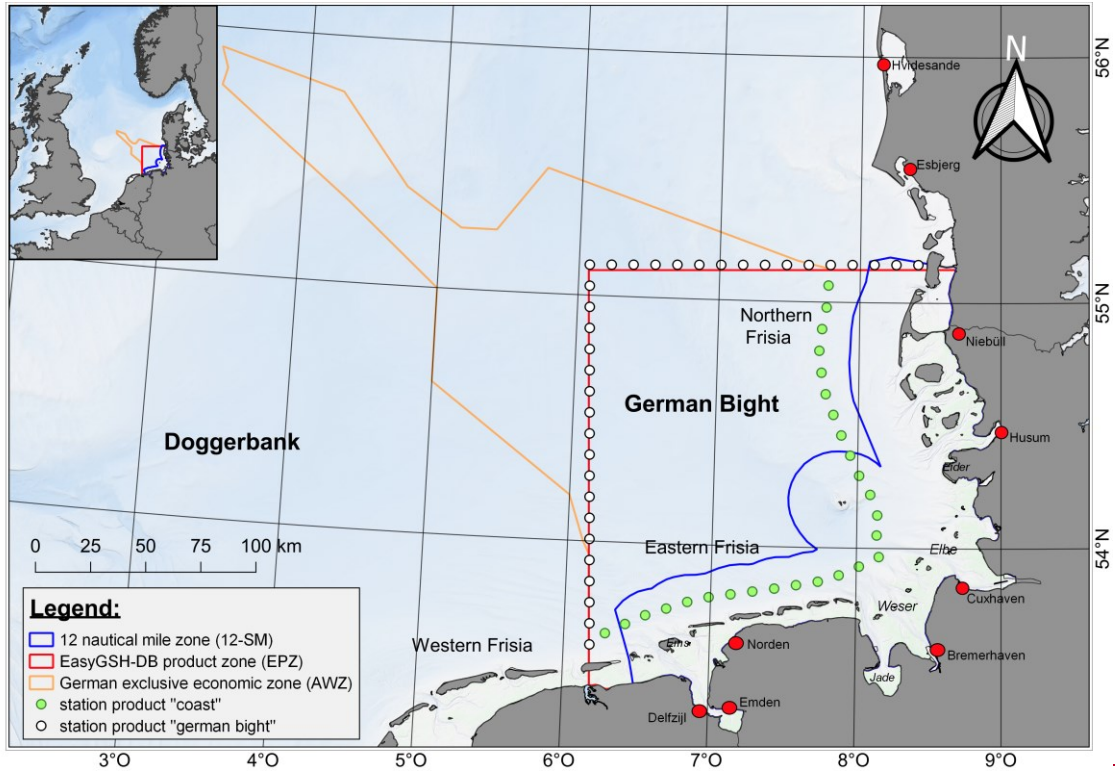 N
Hvidesande
Esbjerg
56°N
55°N
Northern
Frisia
Niebüll
German Bight
Doggerbank
Husum
Eider
0 25 50 75 100 km
Eastern Frisia
Elbe
54°N
Cuxhaven
Weser
Legend:
12 nautical mile zone (12-SM)
EasyGSH-DB product zone (EPZ)
German exclusive economic zone (AWZ)
station product "coast"
station product "german bight"
Western Frisia
Ems
Norden
Bremerhaven
Jade
Emden
Delfzijl
3°O 4°O 6°O 7°O 8°O 9°O